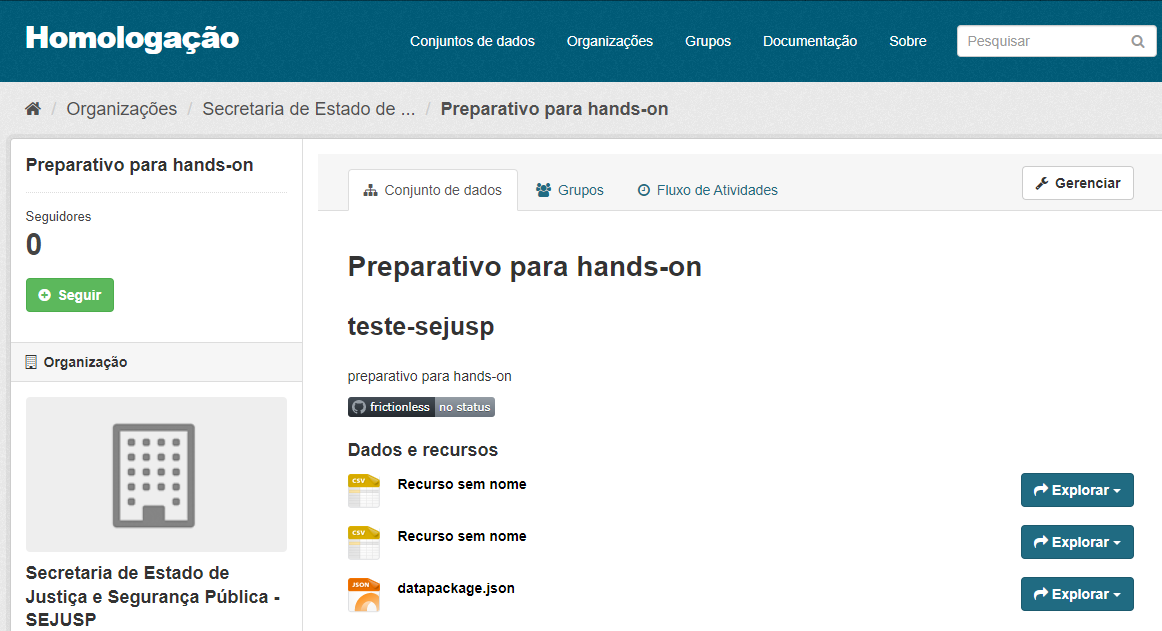 Homologação
Conjuntos de dados Organizações Grupos Documentação Sobre Pesquisar
/ Organizações / Secretaria de Estado de ... / Preparativo para hands-on
Preparativo para hands-on
Seguidores
0
Seguir
Organização
Secretaria de Estado de
Justiça e Segurança Pública -
SEJUSP
Conjunto de dados Grupos Fluxo de Atividades Gerenciar
Preparativo para hands-on
teste-sejusp
preparativo para hands-on
frictionless no status
Dados e recursos
CSV Recurso sem nome Explorar
CSV Recurso sem nome Explorar
JSON datapackage.json Explorar